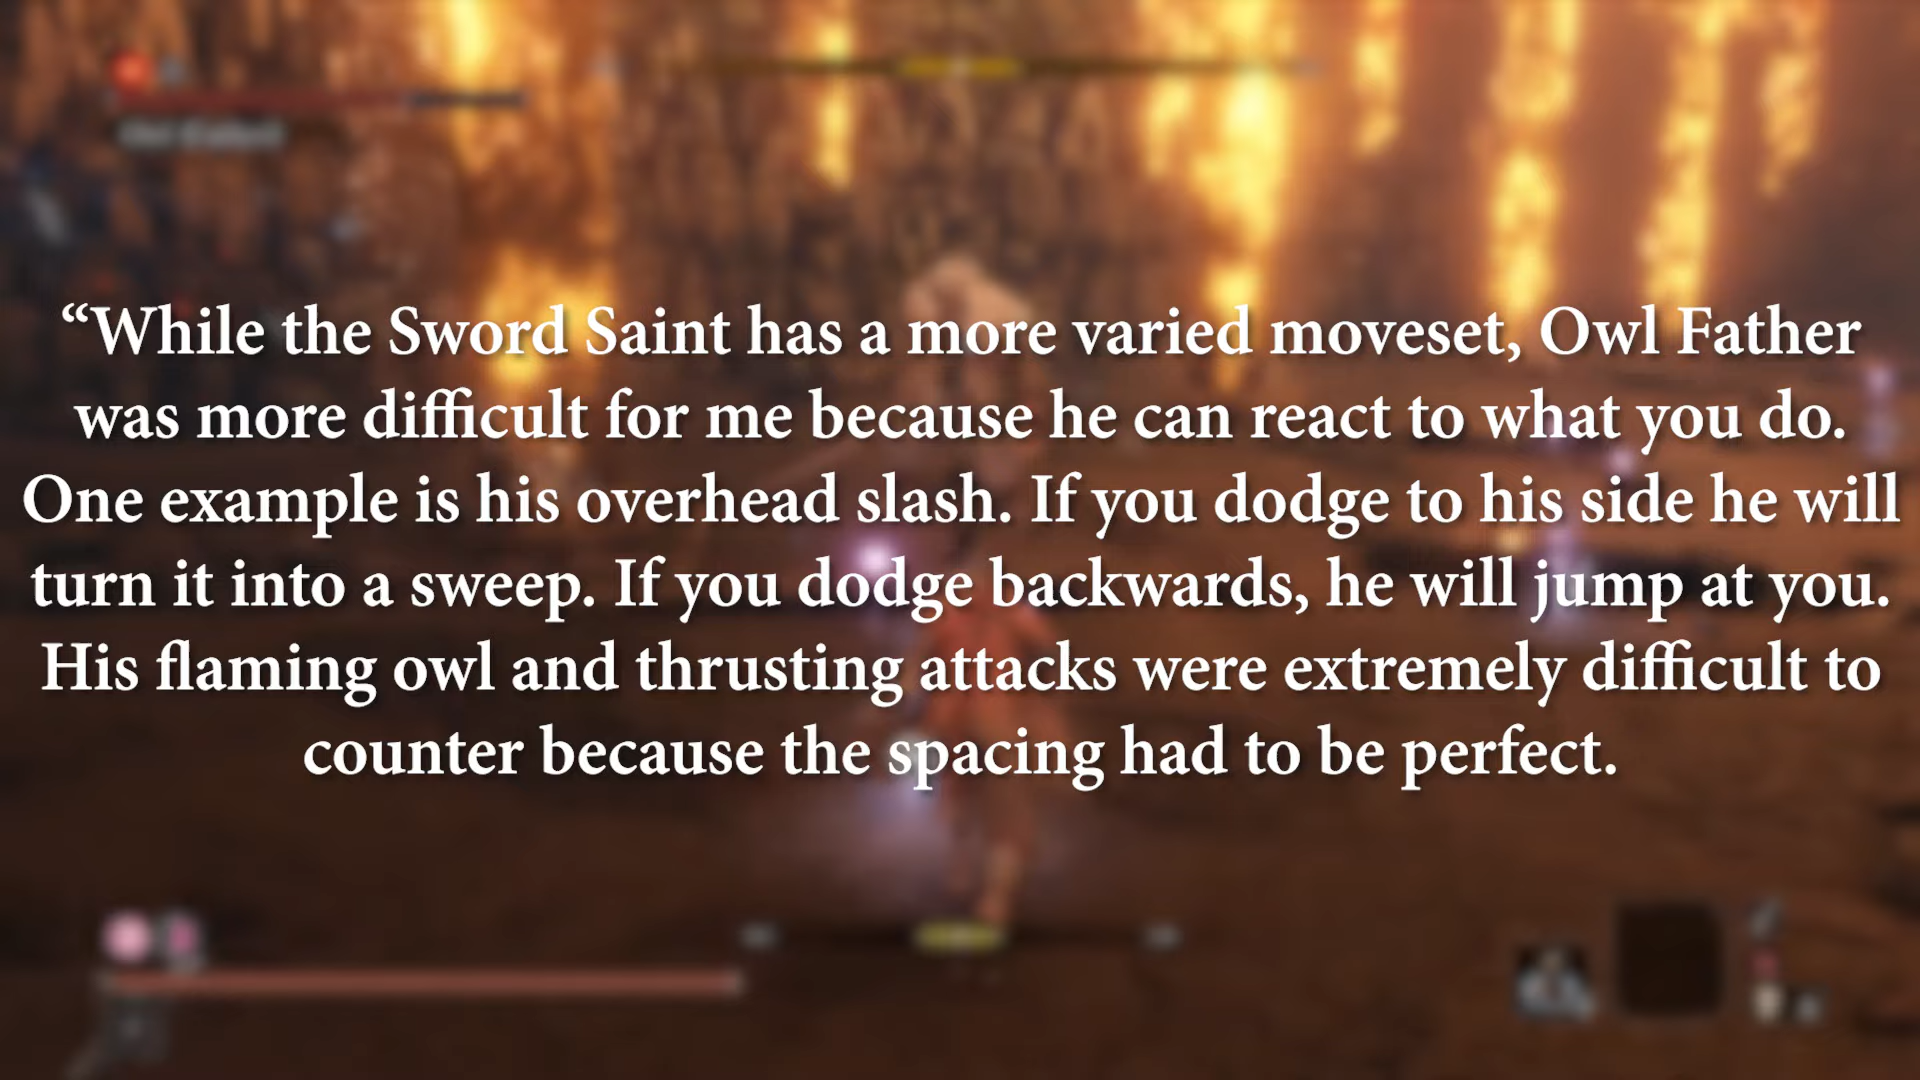 “While the Sword Saint has a more varied moveset, Owl Father
was more difficult for me because he can react to what you do.
One example is his overhead slash. If you dodge to his side he will
turn it into a sweep. If you dodge backwards, he will jump at you.
His flaming owl and thrusting attacks were extremely difficult to
counter because the spacing had to be perfect.